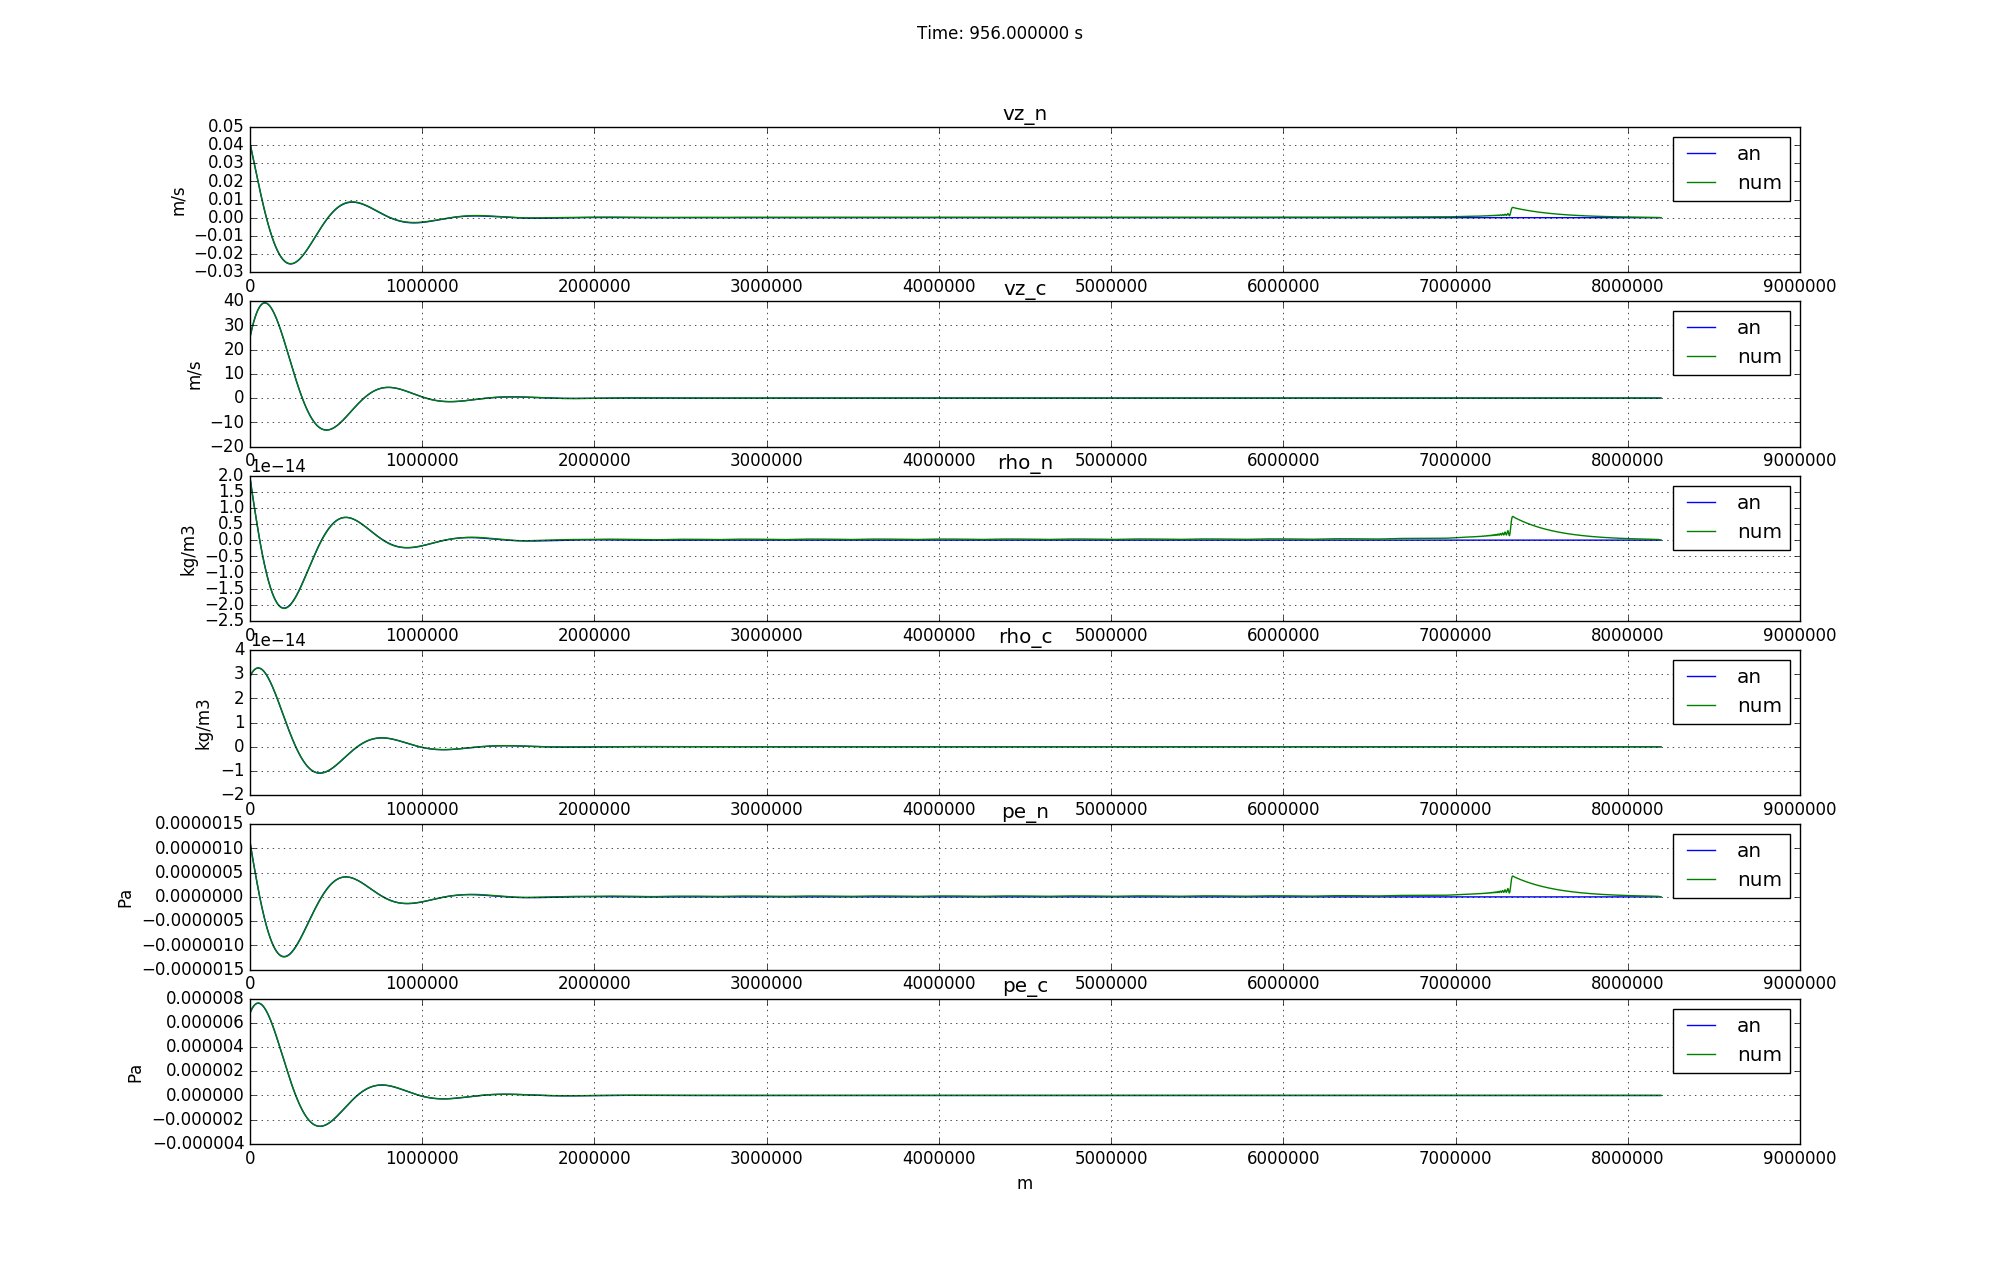 Time: 956.000000 s
vz_n
0.05
0.04
0.03
0.02
0.01
0.00
−0.01
−0.02
−0.03
m/s
an
num
0 1000000 2000000 3000000 4000000 5000000 6000000 7000000 8000000 9000000
vz_c
40
30
20
10
0
−10
−20
m/s
an
num
0 1000000 2000000 3000000 4000000 5000000 6000000 7000000 8000000 9000000
1e−14
rho_n
2.0
1.5
1.0
0.5
0.0
−0.5
−1.0
−1.5
−2.0
−2.5
kg/m3
an
num
0 1000000 2000000 3000000 4000000 5000000 6000000 7000000 8000000 9000000
1e−14
rho_c
4
3
2
1
0
−1
−2
kg/m3
an
num
0 1000000 2000000 3000000 4000000 5000000 6000000 7000000 8000000 9000000
pe_n
0.0000015
0.0000010
0.0000005
0.0000000
−0.0000005
−0.0000010
−0.0000015
Pa
an
num
0 1000000 2000000 3000000 4000000 5000000 6000000 7000000 8000000 9000000
pe_c
0.000008
0.000006
0.000004
0.000002
0.000000
−0.000002
−0.000004
Pa
an
num
0 1000000 2000000 3000000 4000000 5000000 6000000 7000000 8000000 9000000
m